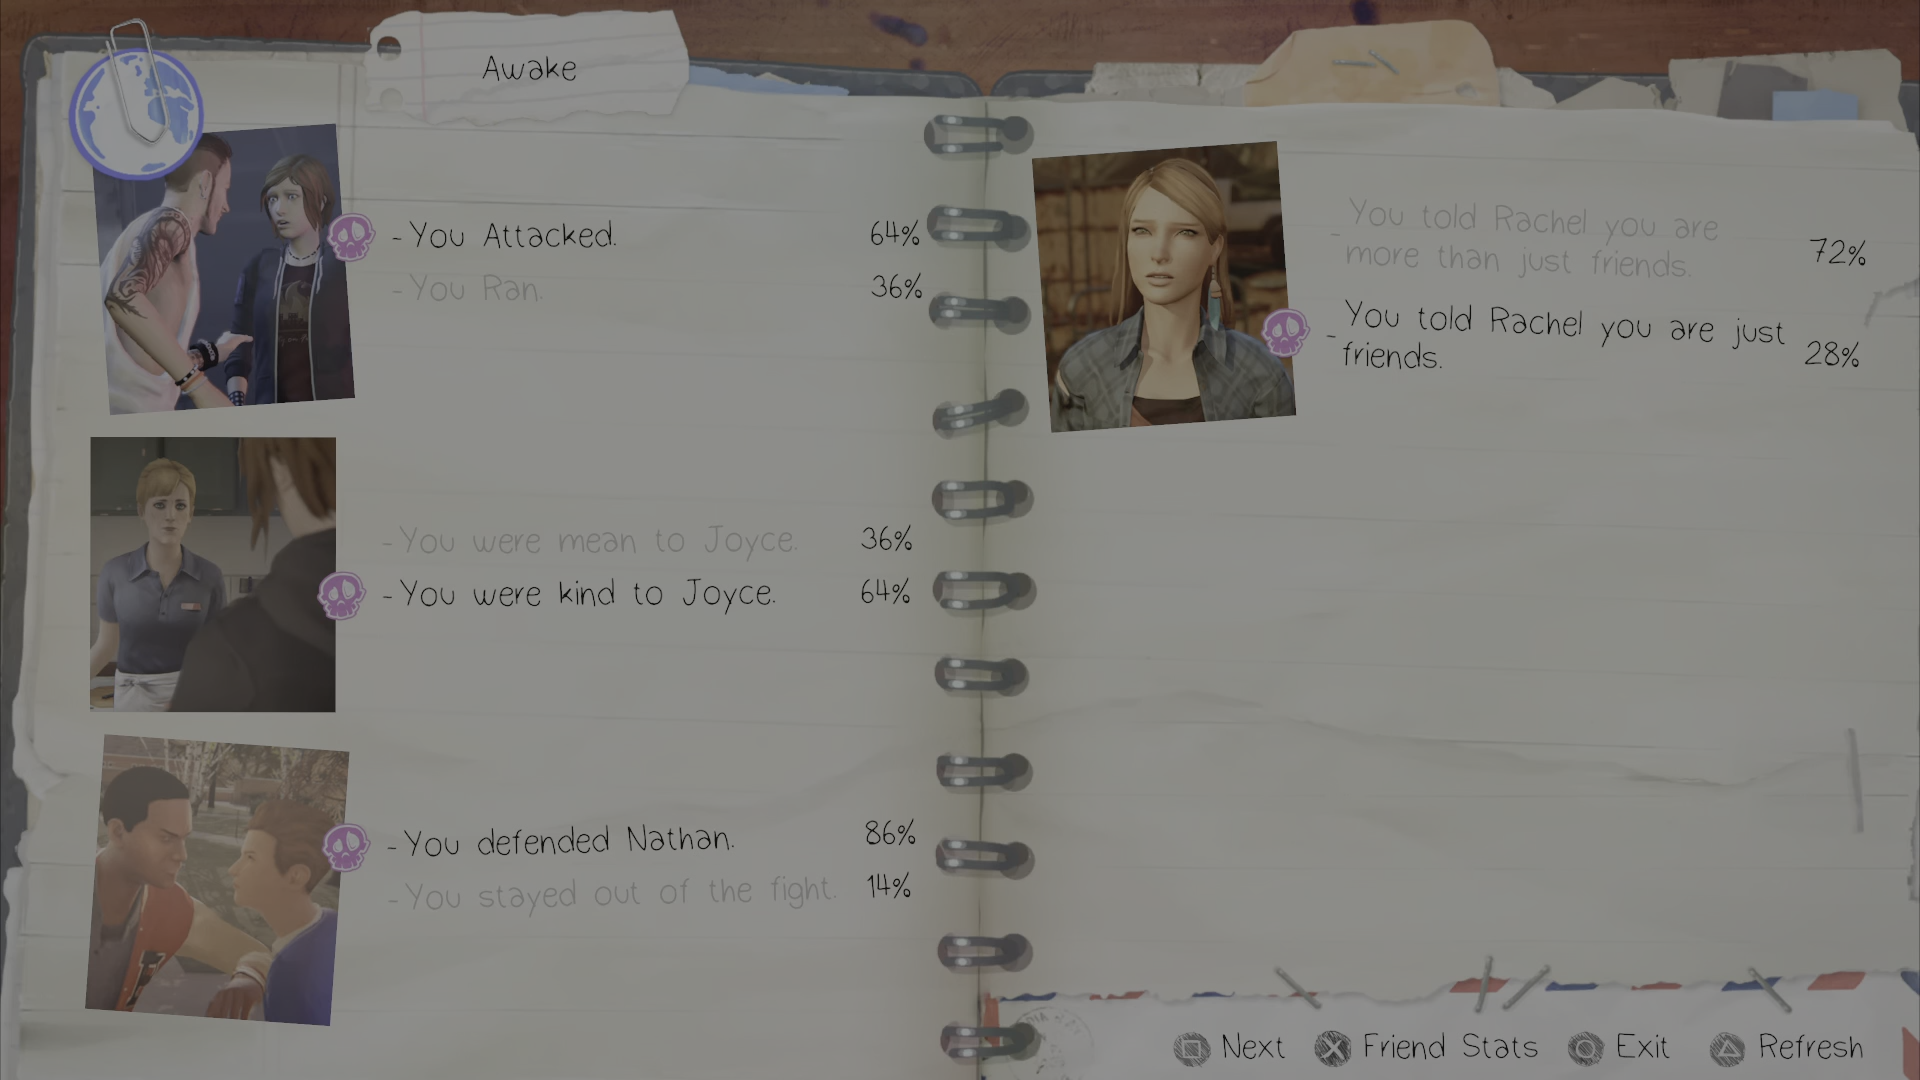 Awake
- You Attacked. 64%
- You Ran. 36%
- You were mean to Joyce. 36%
- You were kind to Joyce. 64%
- You defended Nathan. 86%
- You stayed out of the fight. 14%
- You told Rachel you are
more than just friends. 72%
- You told Rachel you are just
friends. 28%
Next Friend Stats Exit Refresh